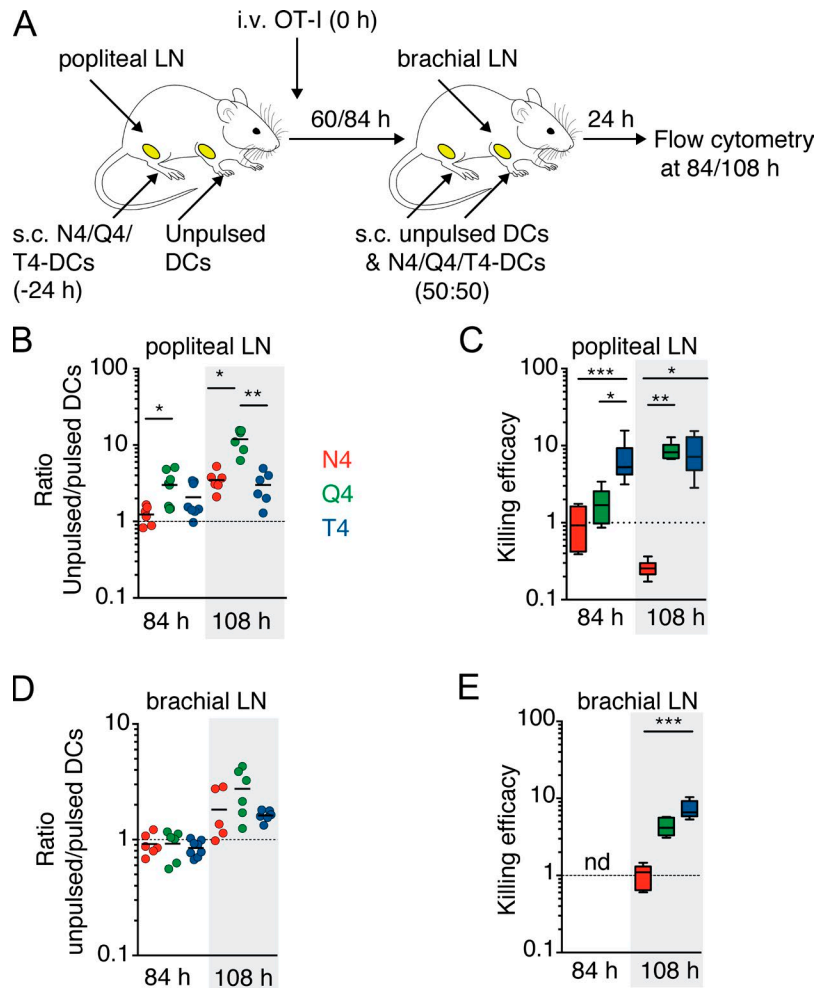 A
i.v. OT-I (0 h)
popliteal LN
brachial LN
60/84 h
24 h
Flow cytometry
at 84/108 h
s.c. N4/Q4/
T4-DCs
(-24 h)
Unpulsed
DCs
s.c. unpulsed DCs
& N4/Q4/T4-DCs
(50:50)
B
popliteal LN
Ratio
Unpulsed/pulsed DCs
100
10
1
0.1
*
*
**
84 h
108 h
N4
Q4
T4
C
popliteal LN
Killing efficacy
100
10
1
0.1
***
*
*
**
84 h
108 h
D
brachial LN
Ratio
unpulsed/pulsed DCs
10
1
0.1
84 h
108 h
E
brachial LN
Killing efficacy
100
10
1
0.1
***
nd
84 h
108 h